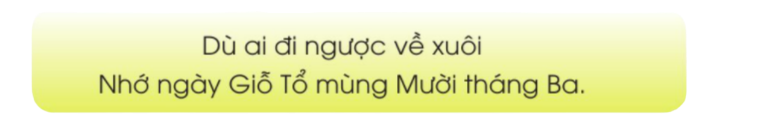 Dù ai đi ngược về xuôi
Nhớ ngày Giỗ Tổ mùng Mười tháng Ba.